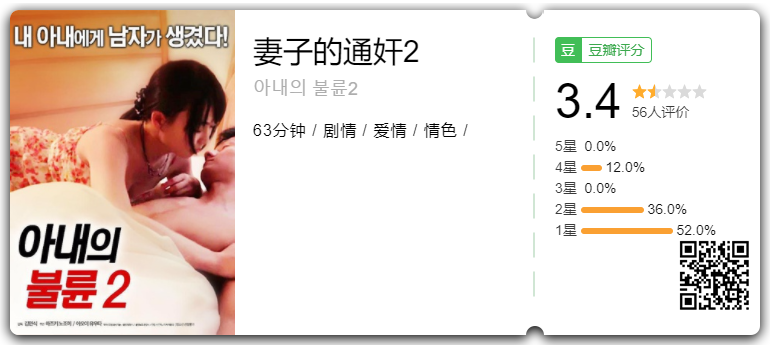 내 아내에게 남자가 생겼다!
아내의
불륜 2
妻子的通奸2
아내의 불륜2
63分钟 / 剧情 / 爱情 / 情色 /
豆 豆瓣评分
3.4
56人评价
5星 0.0%
4星 12.0%
3星 0.0%
2星 36.0%
1星 52.0%